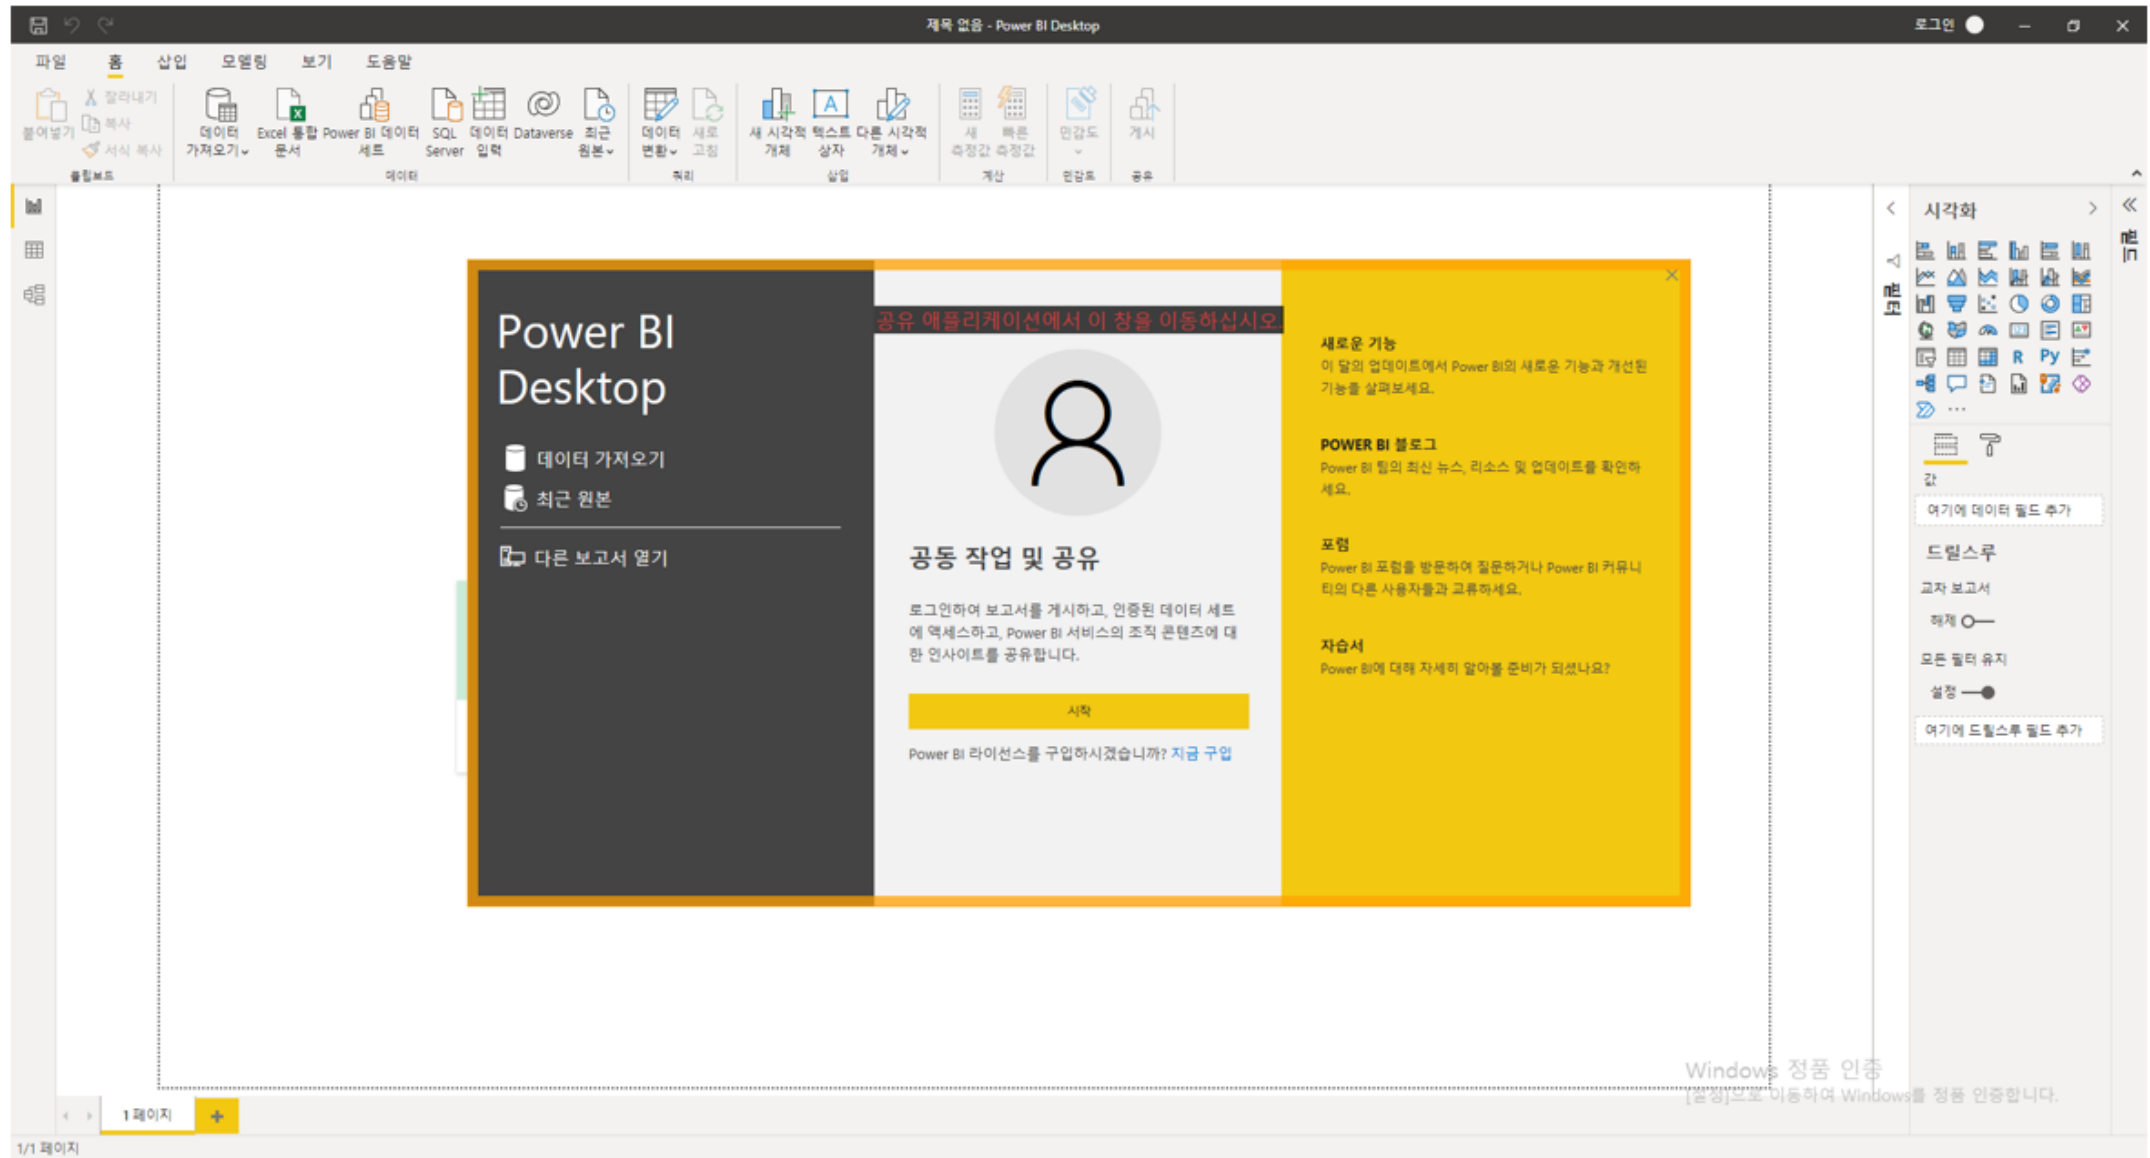 제목 없음 - Power BI Desktop
로그인
파일 홈 삽입 모델링 보기 도움말
붙여넣기
잘라내기
복사
서식 복사
클립보드
데이터
가져오기
Excel 통합
문서
Power BI 데이터
세트
SQL
Server
데이터
입력
Dataverse
최근
원본
데이터
데이터
변환
새로
고침
쿼리
새 시각적
개체
텍스트
상자
다른 시각적
개체
삽입
새
측정값
빠른
측정값
계산
민감도
민감도
게시
공유
Power BI
Desktop
데이터 가져오기
최근 원본
다른 보고서 열기
공유 애플리케이션에서 이 창을 이동하십시오.
공동 작업 및 공유
로그인하여 보고서를 게시하고, 인증된 데이터 세트
에 액세스하고, Power BI 서비스의 조직 콘텐츠에 대
한 인사이트를 공유합니다.
시작
Power BI 라이선스를 구입하시겠습니까? 지금 구입
새로운 기능
이 달의 업데이트에서 Power BI의 새로운 기능과 개선된
기능을 살펴보세요.
POWER BI 블로그
Power BI 팀의 최신 뉴스, 리소스 및 업데이트를 확인하
세요.
포럼
Power BI 포럼을 방문하여 질문하거나 Power BI 커뮤니
티의 다른 사용자들과 교류하세요.
자습서
Power BI에 대해 자세히 알아볼 준비가 되셨나요?
필터
시각화
R Py
값
여기에 데이터 필드 추가
드릴스루
교차 보고서
해제
모든 필터 유지
설정
여기에 드릴스루 필드 추가
필드
Windows 정품 인증
[설정]으로 이동하여 Windows를 정품 인증합니다.
1 페이지
1/1 페이지